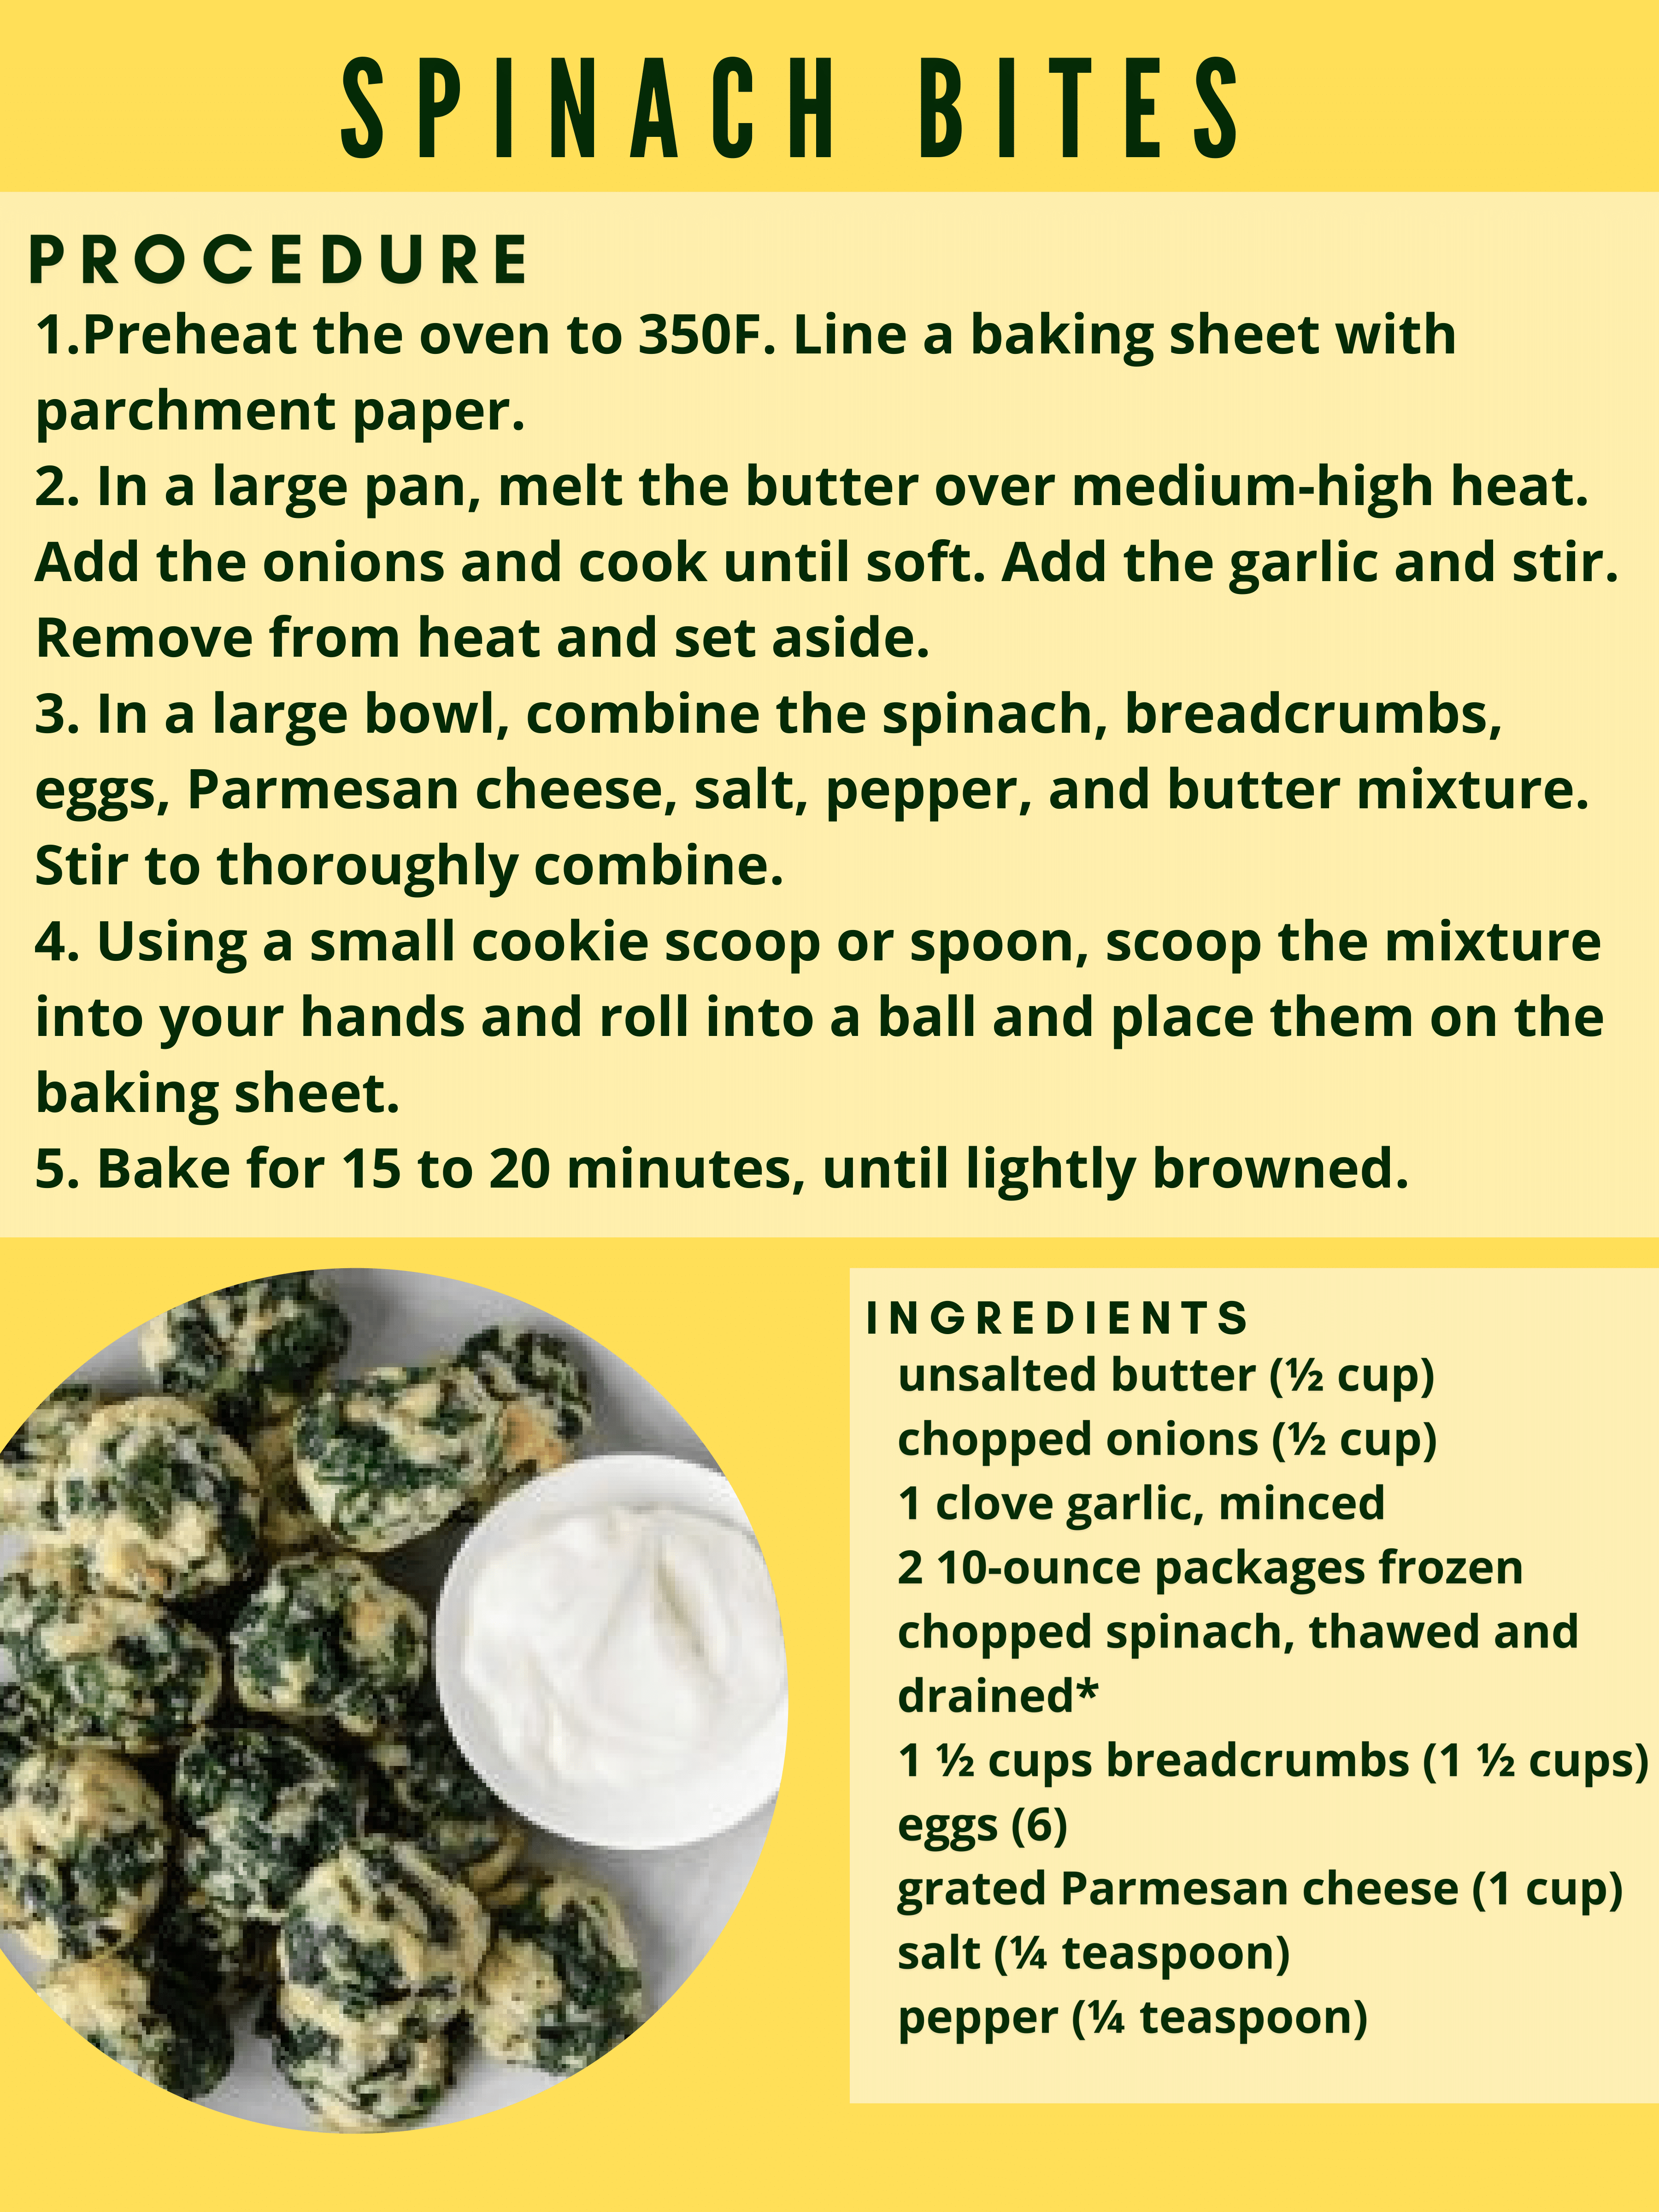 SPINACH BITES
PROCEDURE
1.Preheat the oven to 350F. Line a baking sheet with
parchment paper.
2. In a large pan, melt the butter over medium-high heat.
Add the onions and cook until soft. Add the garlic and stir.
Remove from heat and set aside.
3. In a large bowl, combine the spinach, breadcrumbs,
eggs, Parmesan cheese, salt, pepper, and butter mixture.
Stir to thoroughly combine.
4. Using a small cookie scoop or spoon, scoop the mixture
into your hands and roll into a ball and place them on the
baking sheet.
5. Bake for 15 to 20 minutes, until lightly browned.
INGREDIENTS
unsalted butter (½ cup)
chopped onions (½ cup)
1 clove garlic, minced
2 10-ounce packages frozen
chopped spinach, thawed and
drained*
1 ½ cups breadcrumbs (1 ½ cups)
eggs (6)
grated Parmesan cheese (1 cup)
salt (¼ teaspoon)
pepper (¼ teaspoon)